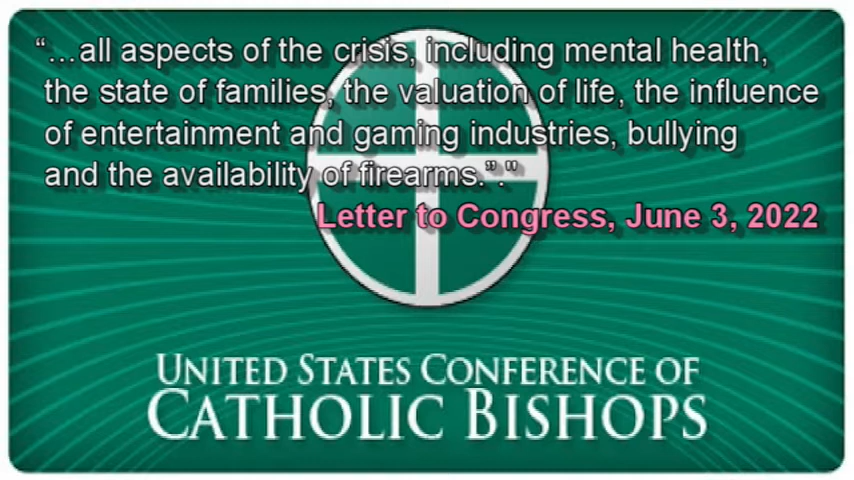 “…all aspects of the crisis, including mental health,
the state of families, the valuation of life, the influence
of entertainment and gaming industries, bullying
and the availability of firearms.”."
Letter to Congress, June 3, 2022
UNITED STATES CONFERENCE OF
CATHOLIC BISHOPS